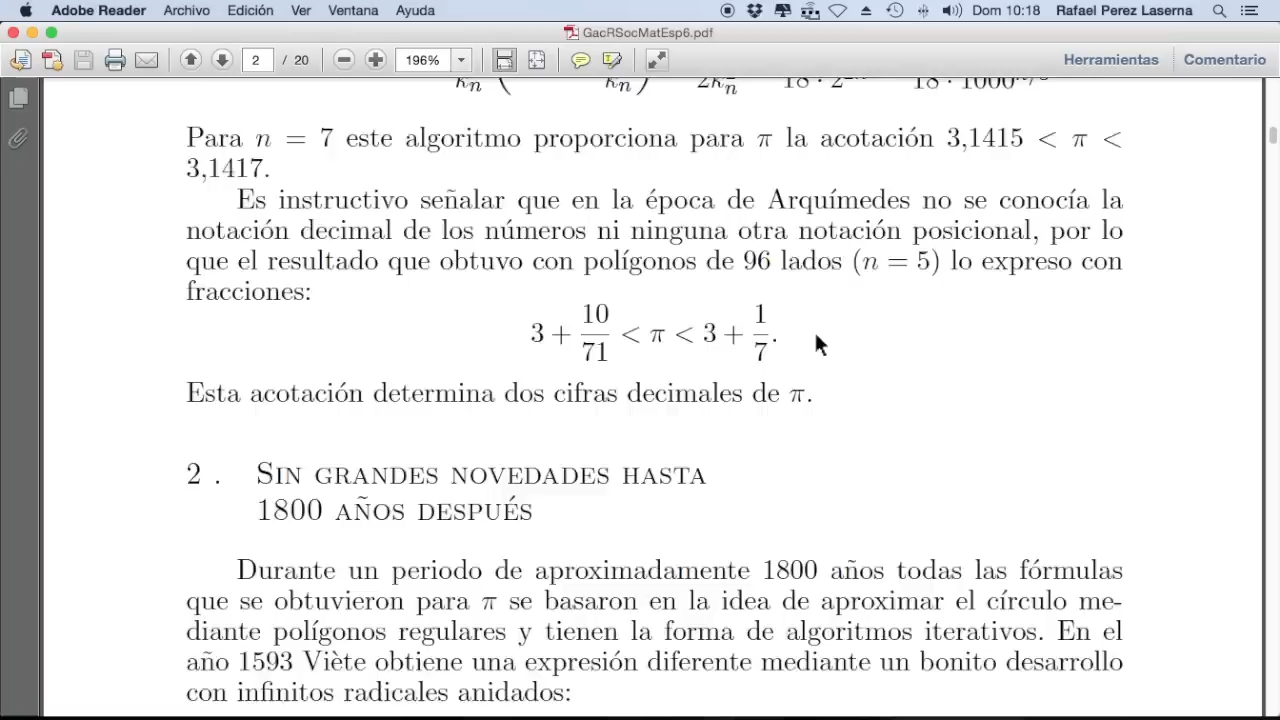 Adobe Reader Archivo Edición Ver Ventana Ayuda Dom 10:18 Rafael Perez Laserna
GacRSocMatEsp6.pdf
2 / 20 196% Herramientas Comentario
Para n = 7 este algoritmo proporciona para π la acotación 3,1415 < π <
3,1417.
Es instructivo señalar que en la época de Arquímedes no se conocía la
notación decimal de los números ni ninguna otra notación posicional, por lo
que el resultado que obtuvo con polígonos de 96 lados (n = 5) lo expreso con
fracciones:
3 + 10/71 < π < 3 + 1/7.
Esta acotación determina dos cifras decimales de π.
2 . Sin grandes novedades hasta
1800 años después
Durante un periodo de aproximadamente 1800 años todas las fórmulas
que se obtuvieron para π se basaron en la idea de aproximar el círculo me-
diante polígonos regulares y tienen la forma de algoritmos iterativos. En el
año 1593 Viète obtiene una expresión diferente mediante un bonito desarrollo
con infinitos radicales anidados: